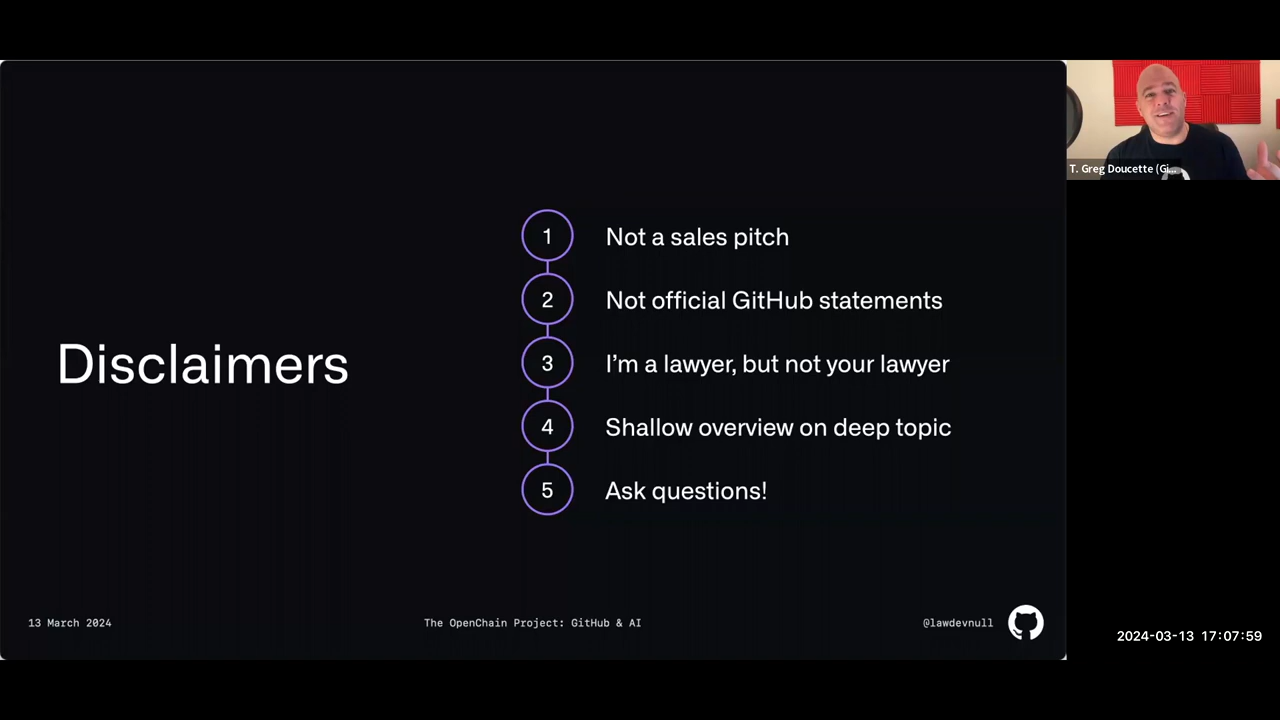 Disclaimers
1 Not a sales pitch
2 Not official GitHub statements
3 I’m a lawyer, but not your lawyer
4 Shallow overview on deep topic
5 Ask questions!
13 March 2024
The OpenChain Project: GitHub & AI
@lawdevnull
T. Greg Doucette (Gi...
2024-03-13 17:07:59